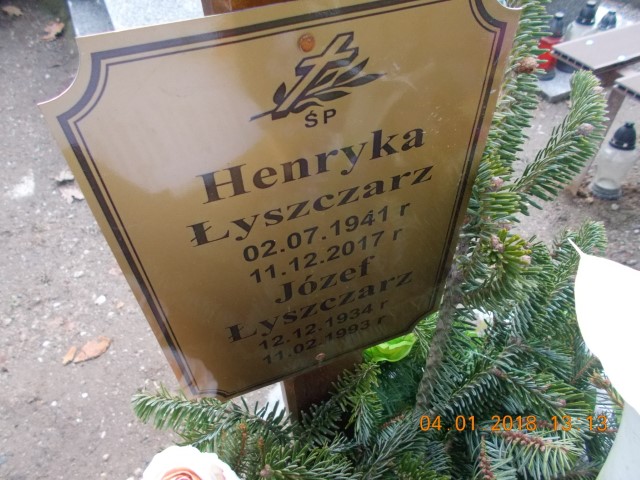 ŚP
Henryka
Łyszczarz
02.07.1941 r
11.12.2017 r
Józef
Łyszczarz
12.12.1934 r
11.02.1993 r
04.01.2018 13:13